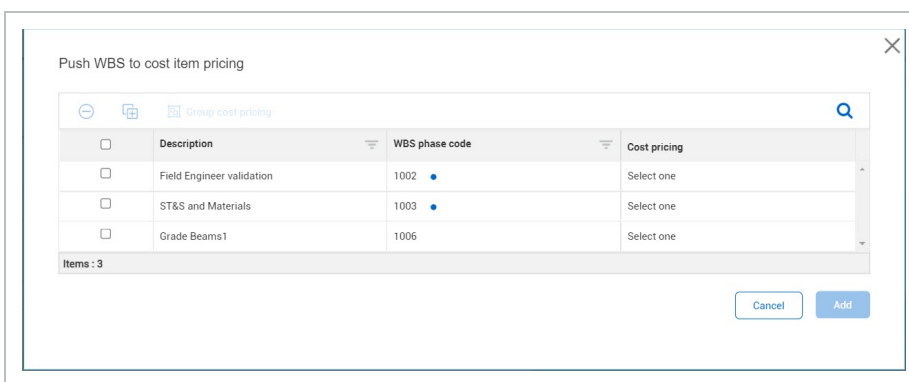 Push WBS to cost item pricing
Group cost pricing
Description WBS phase code Cost pricing
Field Engineer validation 1002 Select one
ST&S and Materials 1003 Select one
Grade Beams1 1006 Select one
Items : 3
Cancel Add